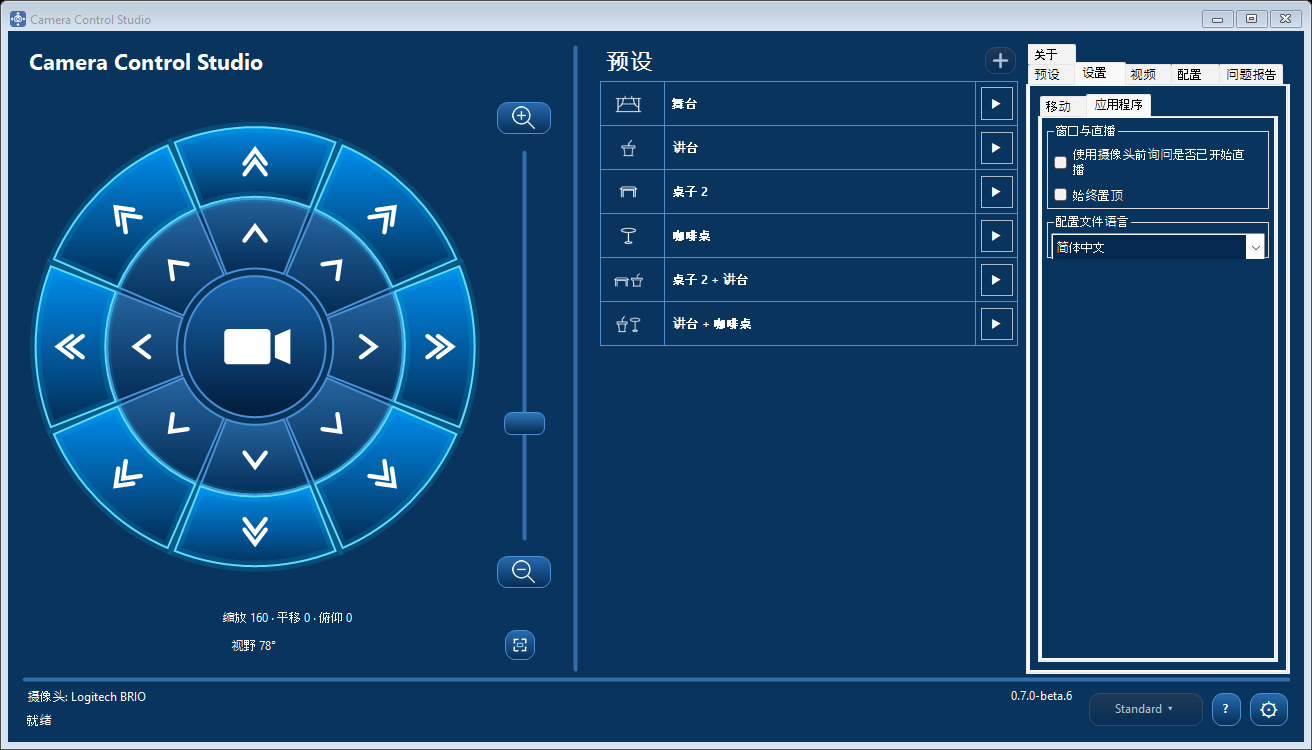 Camera Control Studio
Camera Control Studio
缩放 160 · 平移 0 · 俯仰 0
视野 78°
预设
舞台
讲台
桌子 2
咖啡桌
桌子 2 + 讲台
讲台 + 咖啡桌
关于
预设 设置 视频 配置 问题报告
移动 应用程序
窗口与直播
使用摄像头前询问是否已开始直
播
始终置顶
配置文件语言
简体中文
摄像头: Logitech BRIO
就绪
0.7.0-beta.6
Standard
?